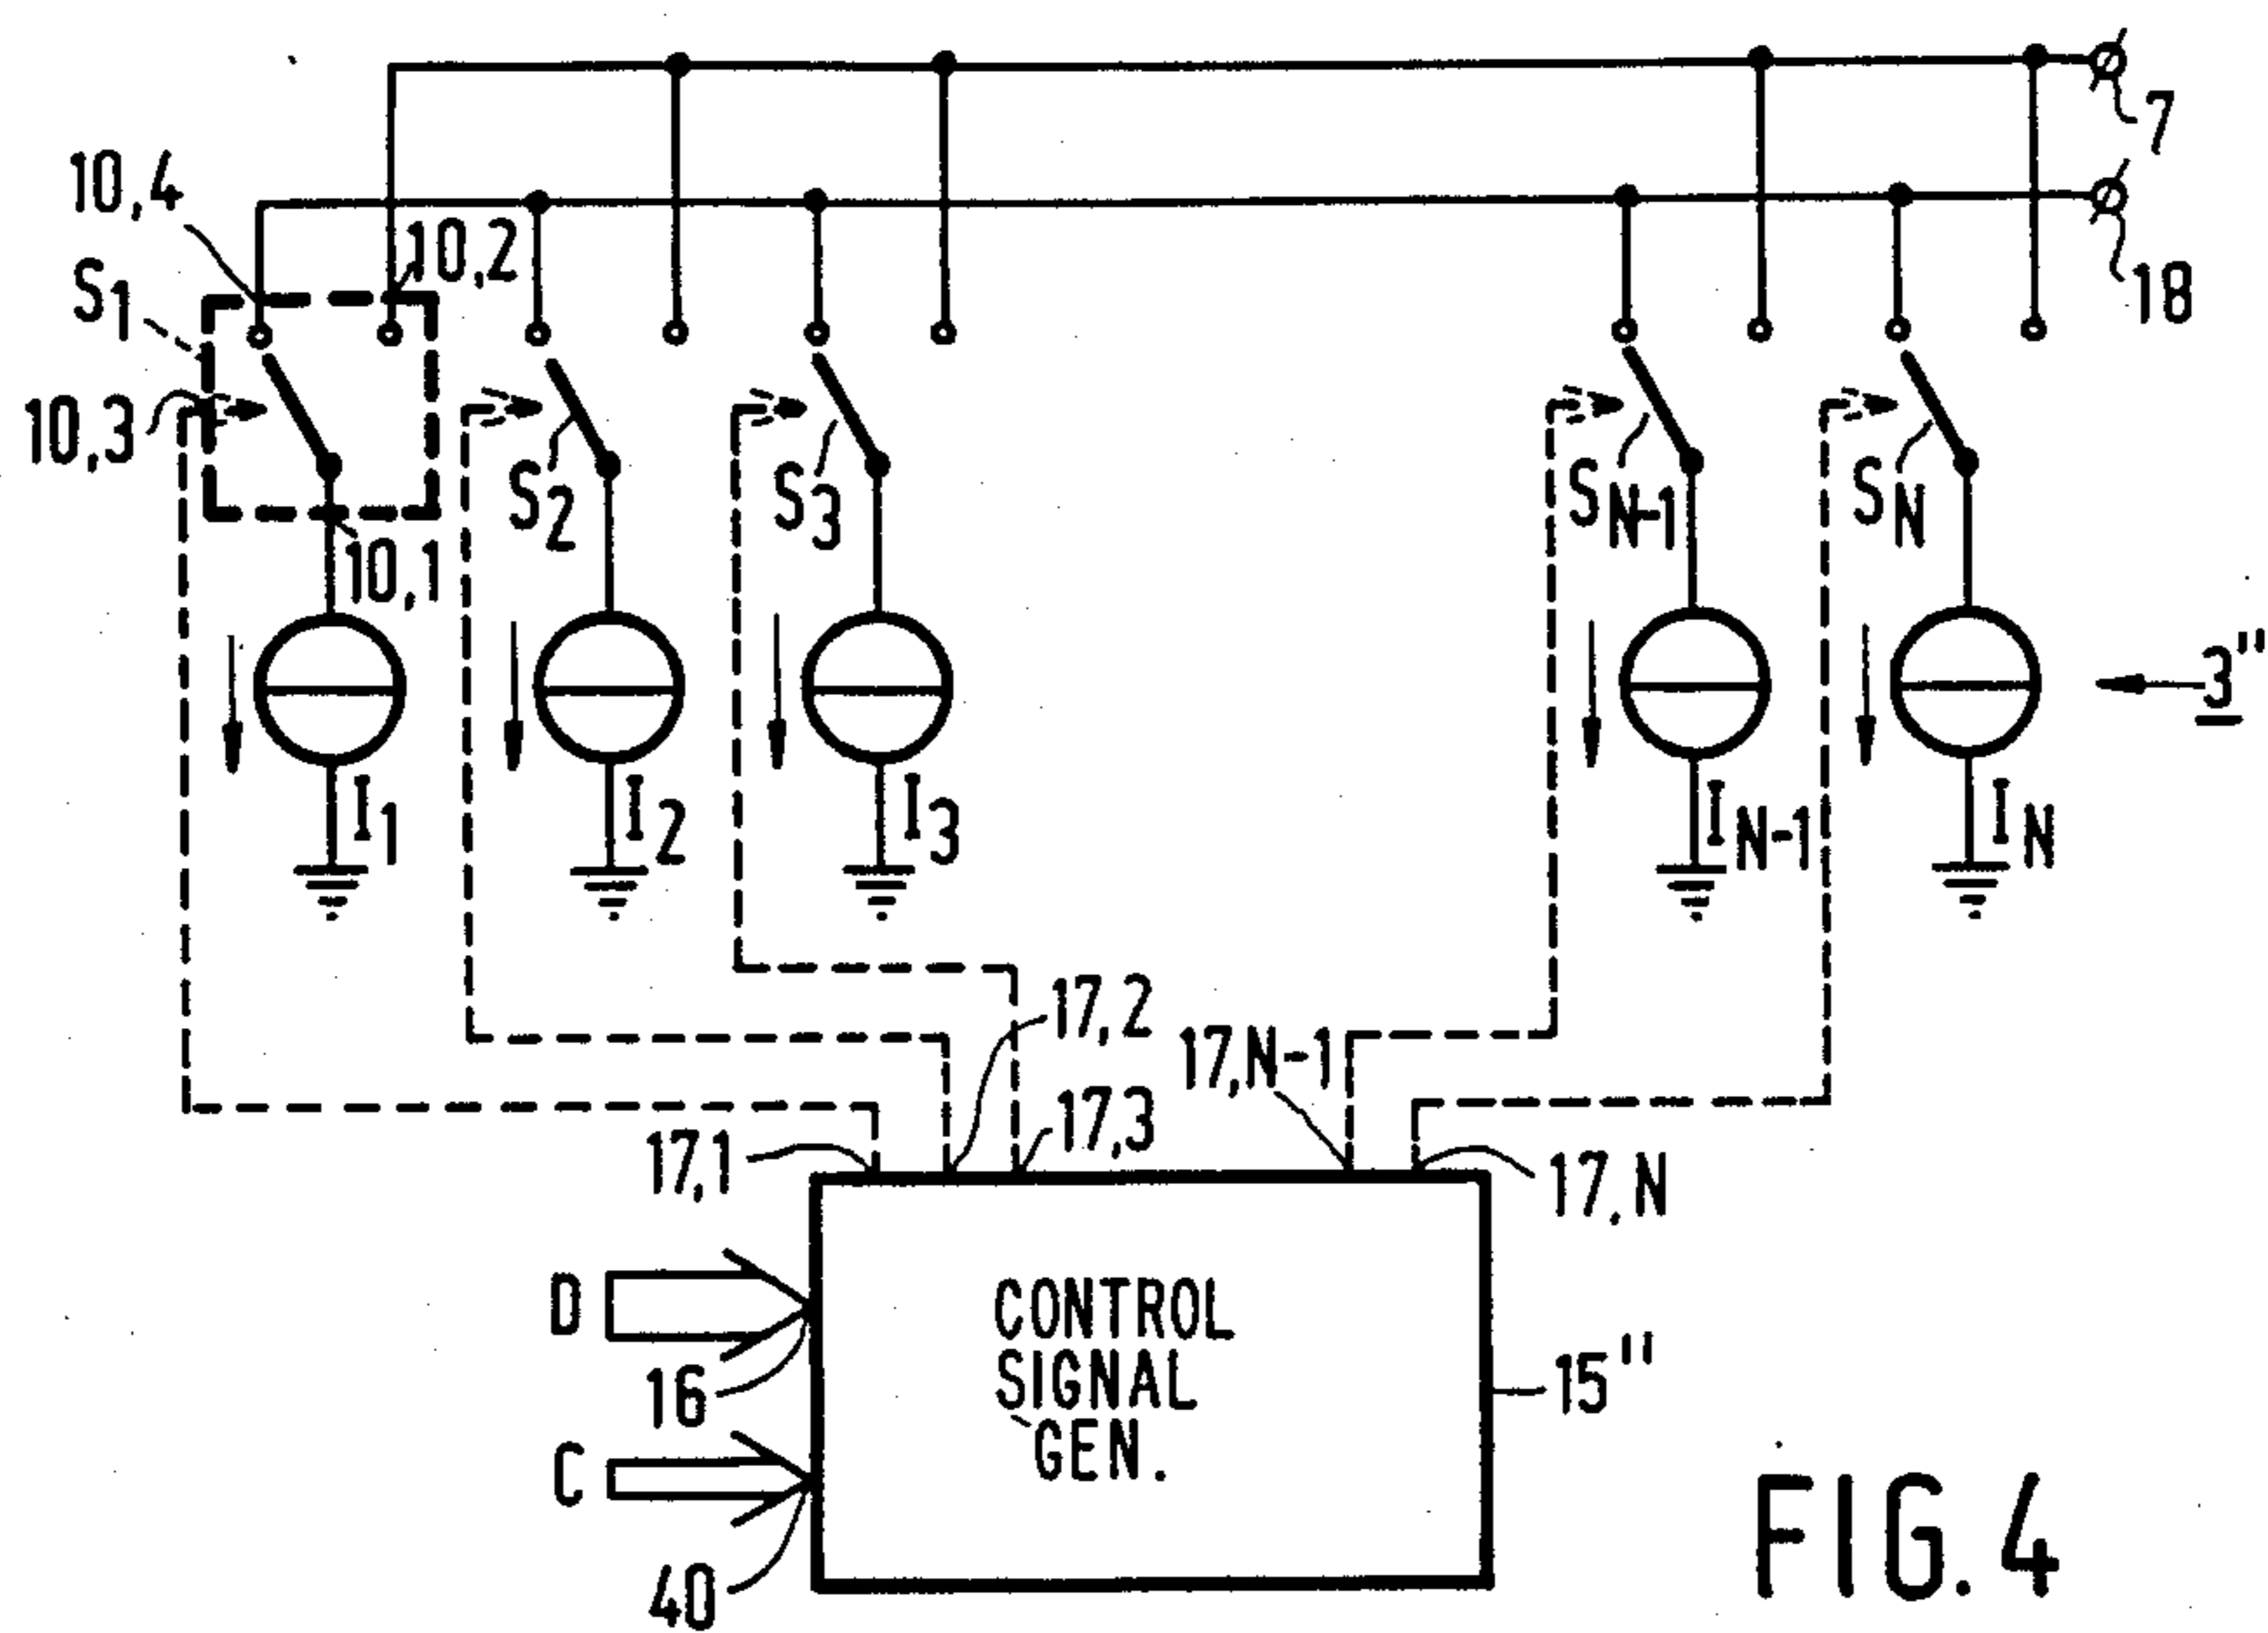 7
10,4
10,2
S1
18
10,3
S2
S3
SN-1
SN
10,1
3"
I1
I2
I3
IN-1
IN
17,2
17,N-1
17,3
17,1
17,N
D
CONTROL
SIGNAL
GEN.
16
15"
C
40
FIG. 4